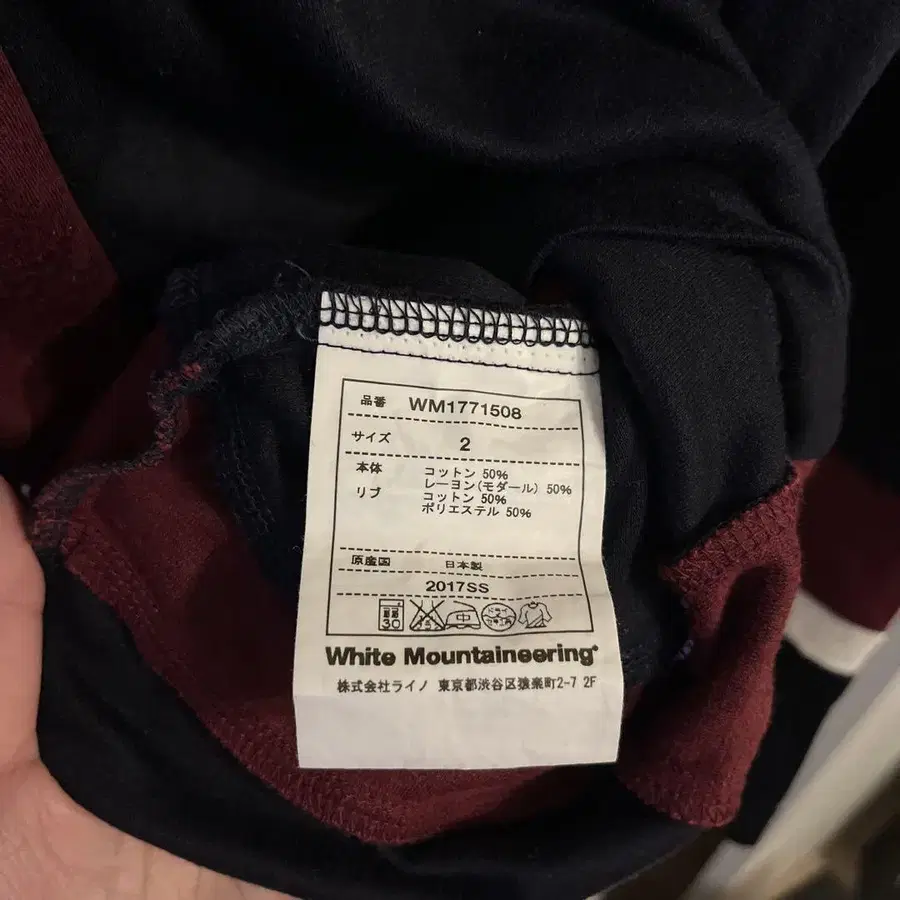 品番 WM1771508
サイズ 2
本体 コットン 50%
レーヨン(モダール) 50%
リブ コットン 50%
ポリエステル 50%
原産国 日本製
2017SS
30 中
White Mountaineering
株式会社ライノ 東京都渋谷区猿楽町2-7 2F